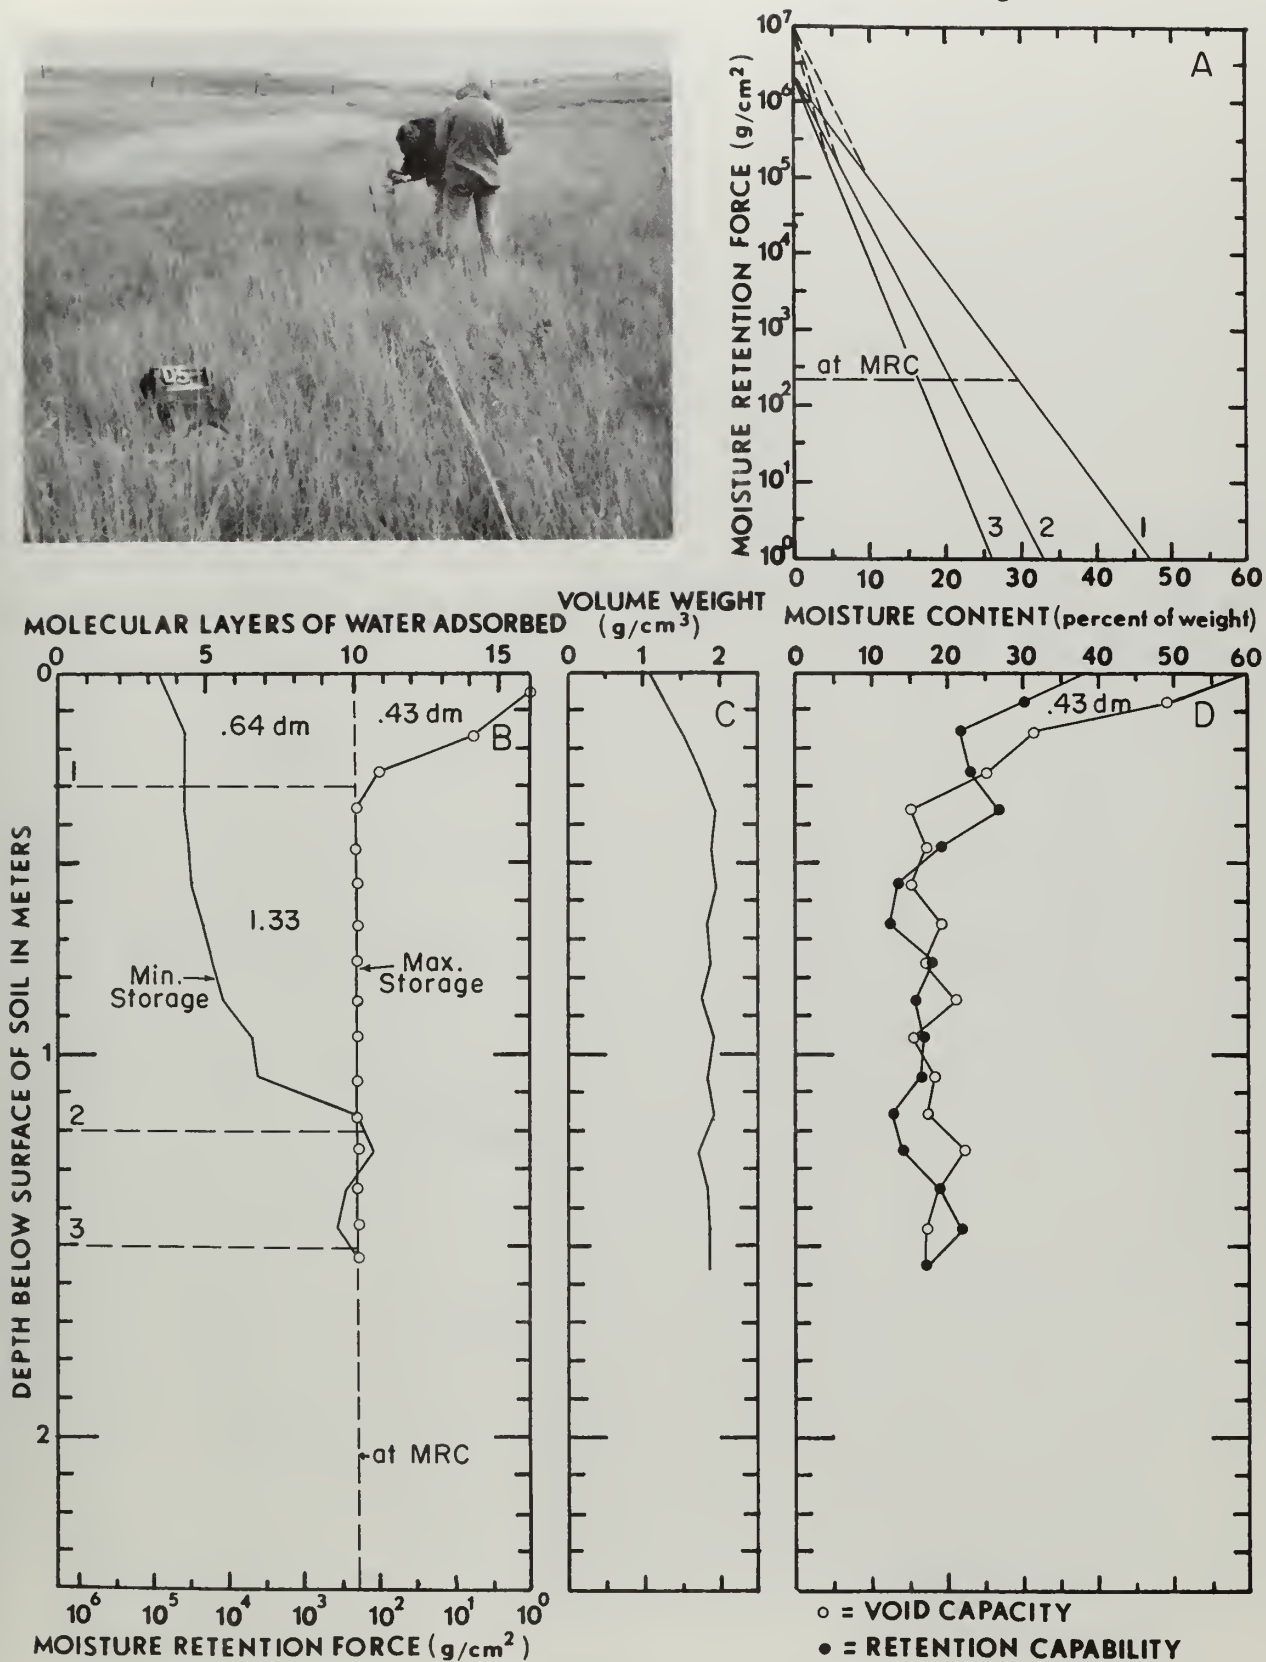 DS-1
A
10⁷
10⁶
10⁵
10⁴
10³
10²
10¹
10⁰
MOISTURE RETENTION FORCE (g/cm²)
at MRC
3 2 1
0 10 20 30 40 50 60
MOISTURE CONTENT (percent of weight)
MOLECULAR LAYERS OF WATER ADSORBED
0 5 10 15
VOLUME WEIGHT
(g/cm³)
0 1 2
0 10 20 30 40 50 60
DEPTH BELOW SURFACE OF SOIL IN METERS
0
1
2
.64 dm
.43 dm
B
1
1.33
Min.
Storage
Max.
Storage
2
3
at MRC
10⁶ 10⁵ 10⁴ 10³ 10² 10¹ 10⁰
MOISTURE RETENTION FORCE (g/cm²)
C
.43 dm
D
○ = VOID CAPACITY
● = RETENTION CAPABILITY